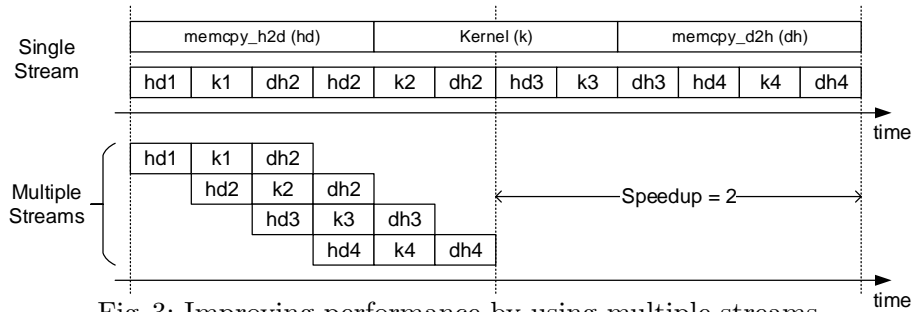 Single Stream
memcpy_h2d (hd) Kernel (k) memcpy_d2h (dh)
hd1 k1 dh2 hd2 k2 dh2 hd3 k3 dh3 hd4 k4 dh4
time
Multiple Streams
hd1 k1 dh2
hd2 k2 dh2
hd3 k3 dh3
hd4 k4 dh4
Speedup = 2
time
Fig. 3: Improving performance by using multiple streams